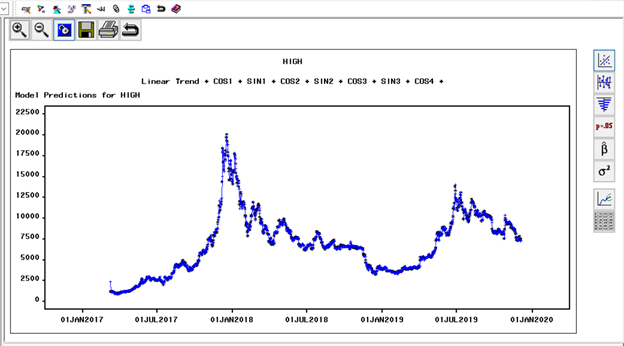 HIGH
Linear Trend + COS1 + SIN1 + COS2 + SIN2 + COS3 + SIN3 + COS4 +
Model Predictions for HIGH
22500
20000
17500
15000
12500
10000
7500
5000
2500
0
01JAN2017 01JUL2017 01JAN2018 01JUL2018 01JAN2019 01JUL2019 01JAN2020
p=.05
β̂
σ²